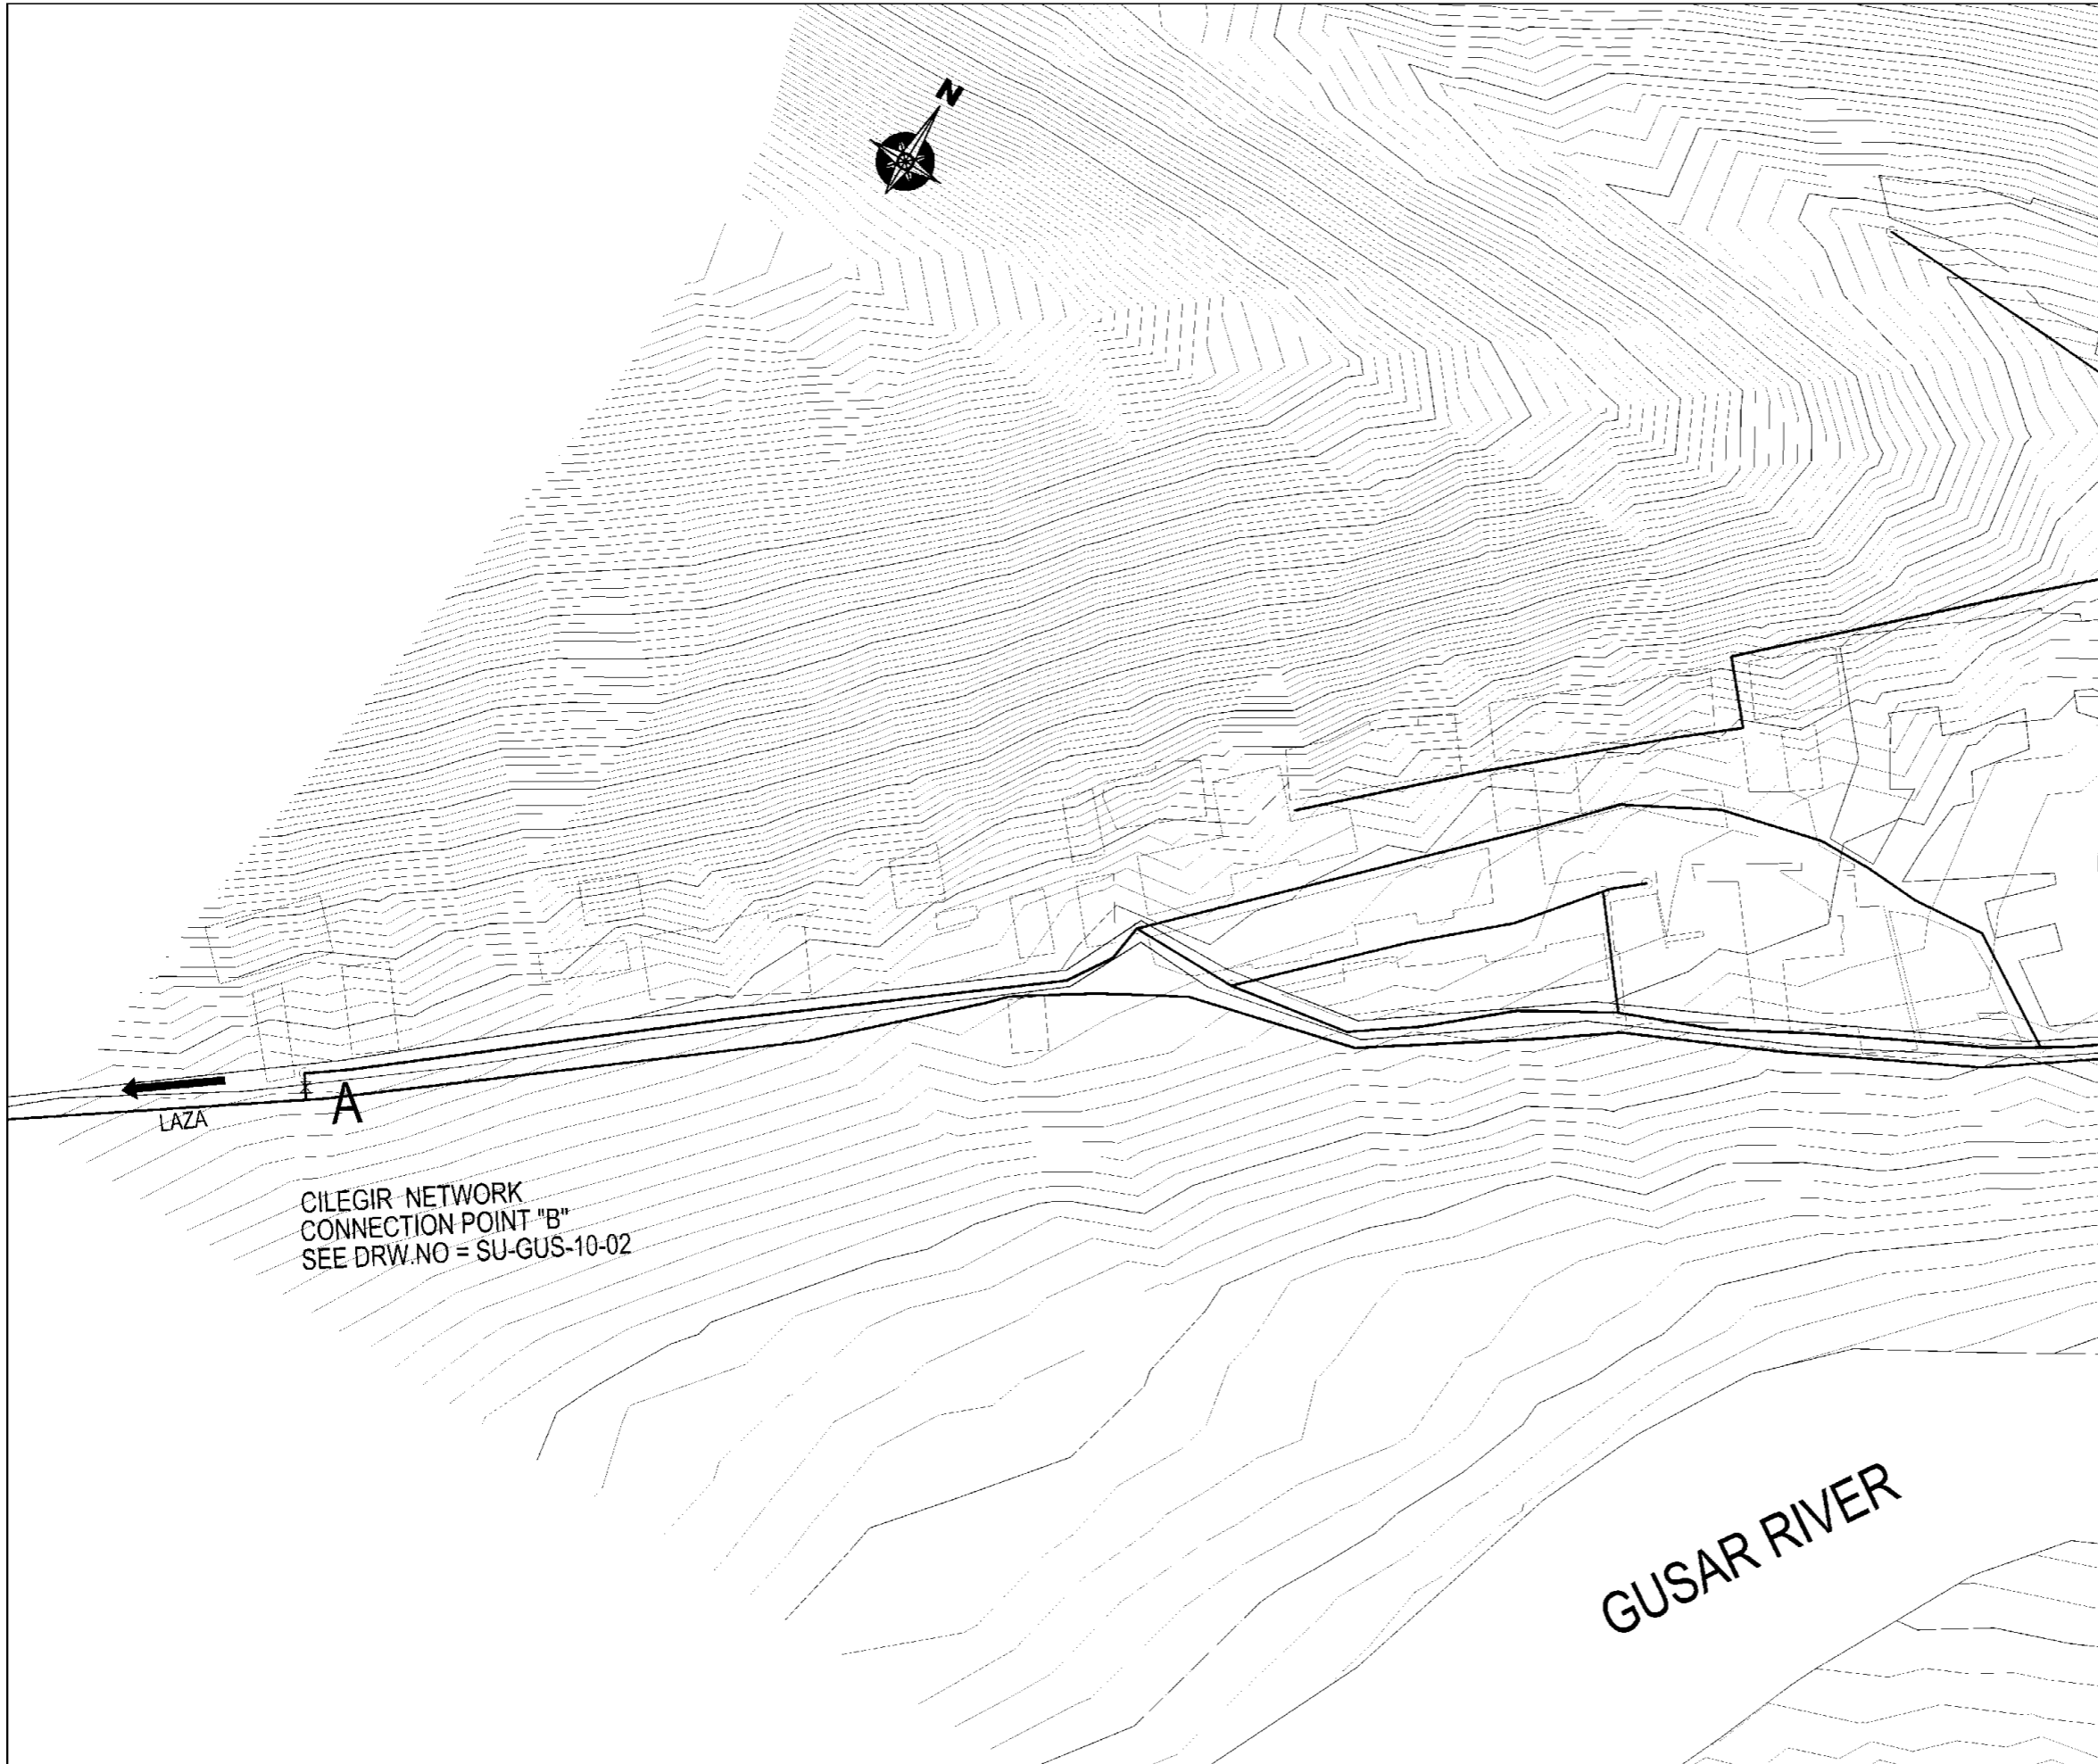 N
LAZA
A
CILEGIR NETWORK
CONNECTION POINT "B"
SEE DRW.NO = SU-GUS-10-02
GUSAR RIVER